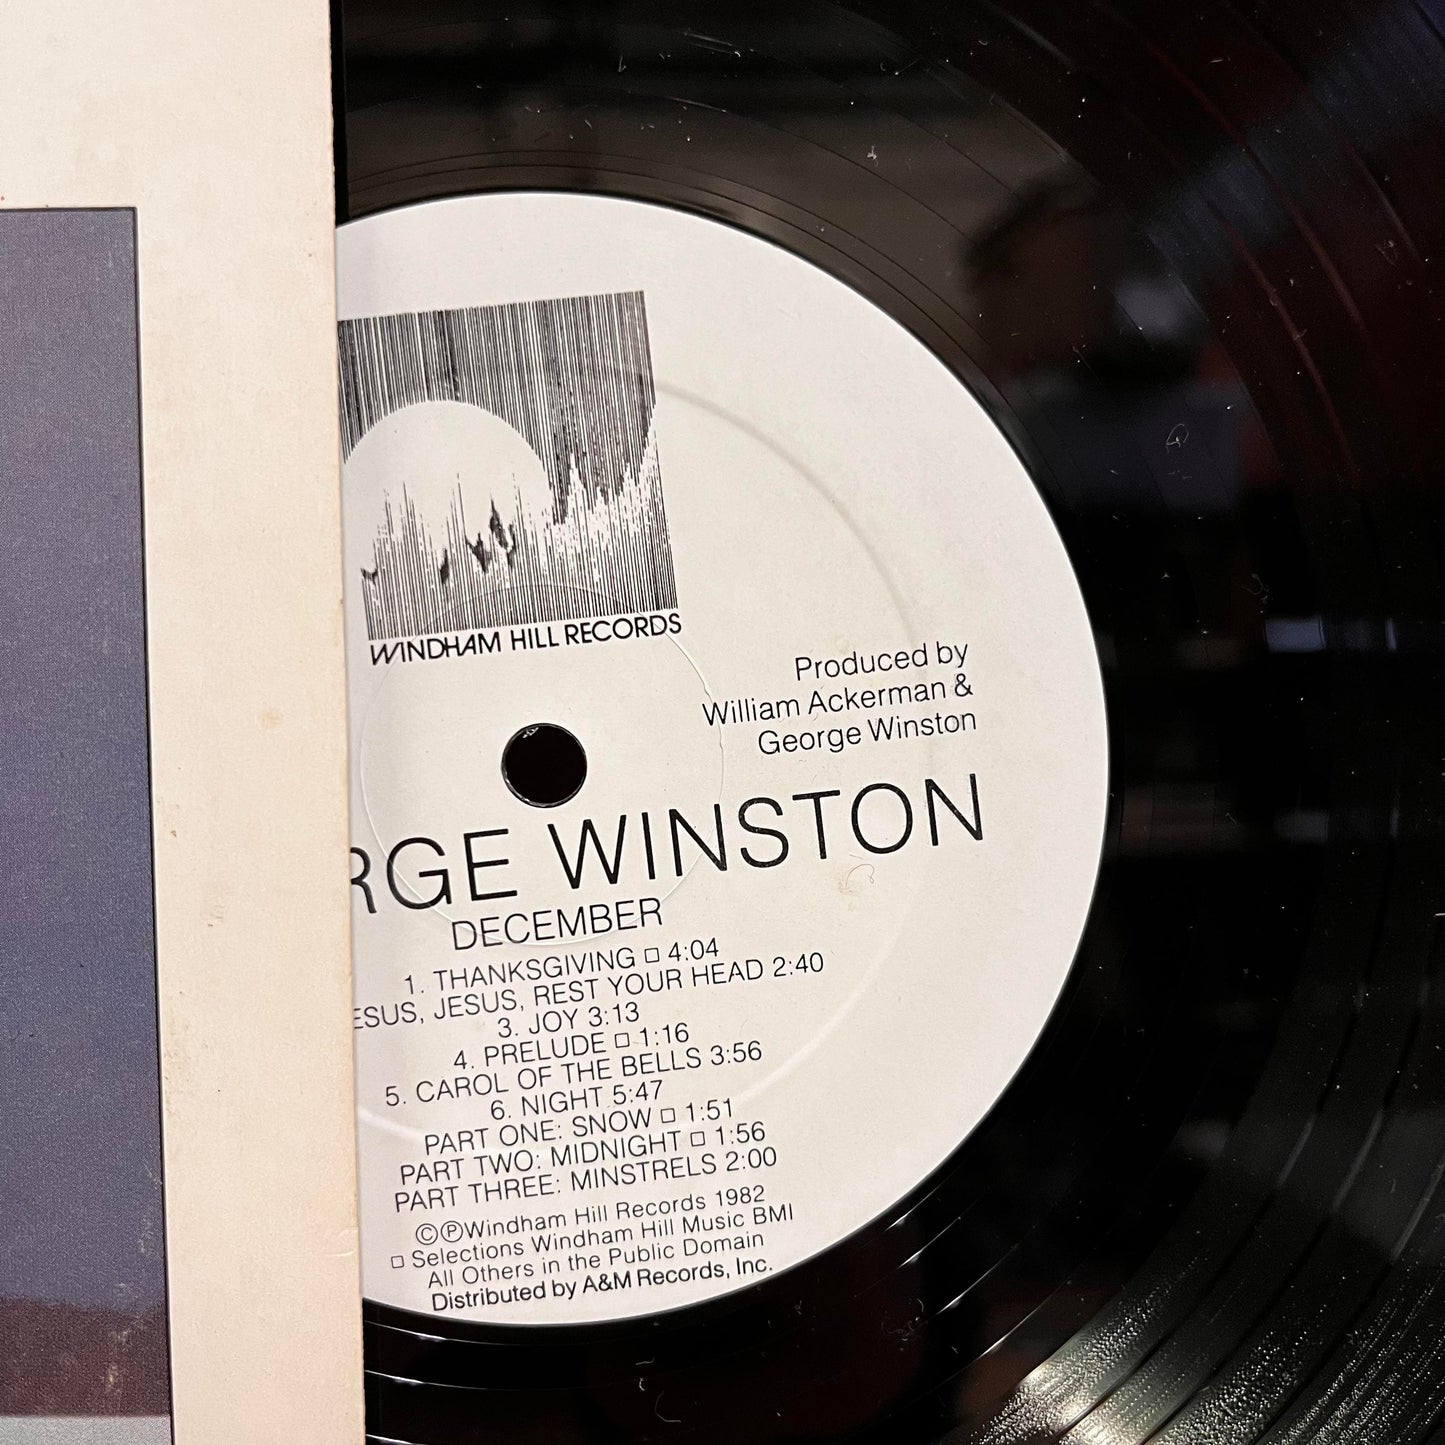 WINDHAM HILL RECORDS
Produced by
William Ackerman &
George Winston
RGE WINSTON
DECEMBER
1. THANKSGIVING □ 4:04
ESUS, JESUS, REST YOUR HEAD 2:40
3. JOY 3:13
4. PRELUDE □ 1:16
5. CAROL OF THE BELLS 3:56
6. NIGHT 5:47
PART ONE: SNOW □ 1:51
PART TWO: MIDNIGHT □ 1:56
PART THREE: MINSTRELS 2:00
©℗Windham Hill Records 1982
□ Selections Windham Hill Music BMI
All Others in the Public Domain
Distributed by A&M Records, Inc.